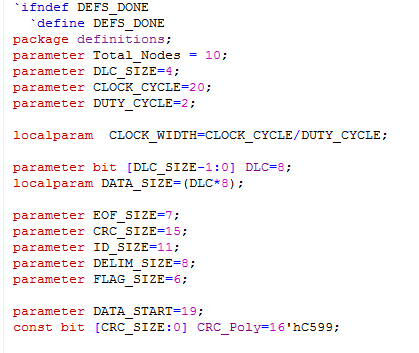 `ifndef DEFS_DONE
`define DEFS_DONE
package definitions;
parameter Total_Nodes = 10;
parameter DLC_SIZE=4;
parameter CLOCK_CYCLE=20;
parameter DUTY_CYCLE=2;
localparam  CLOCK_WIDTH=CLOCK_CYCLE/DUTY_CYCLE;
parameter bit [DLC_SIZE-1:0] DLC=8;
localparam DATA_SIZE=(DLC*8);
parameter EOF_SIZE=7;
parameter CRC_SIZE=15;
parameter ID_SIZE=11;
parameter DELIM_SIZE=8;
parameter FLAG_SIZE=6;
parameter DATA_START=19;
const bit [CRC_SIZE:0] CRC_Poly=16'hC599;